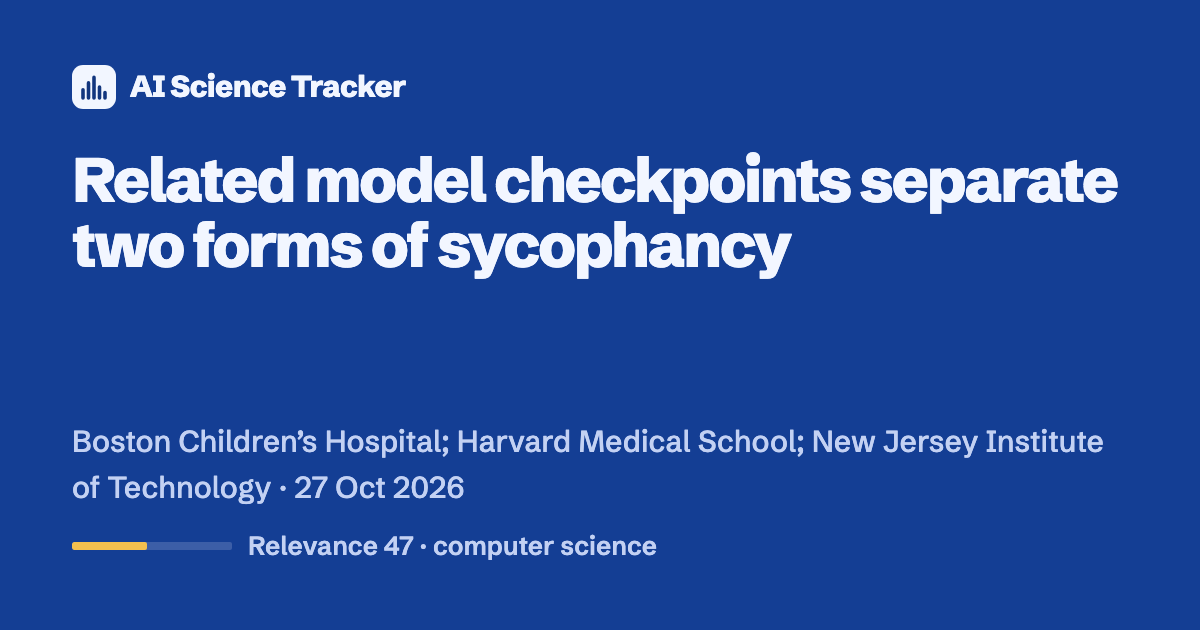 AI Science Tracker
Related model checkpoints separate
two forms of sycophancy
Boston Children’s Hospital; Harvard Medical School; New Jersey Institute
of Technology · 27 Oct 2026
Relevance 47 · computer science